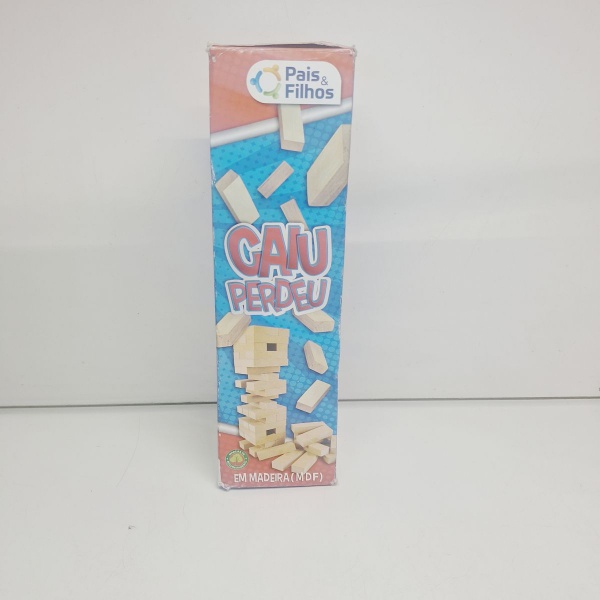 Pais &
Filhos
CAIU
PERDEU
EM MADEIRA (MDF)